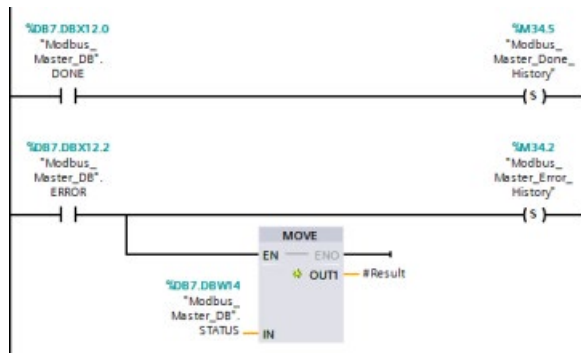 %DB7.DBX12.0
"Modbus_
Master_DB".
DONE
%M34.5
"Modbus_
Master_Done_
History"
( S )
%DB7.DBX12.2
"Modbus_
Master_DB".
ERROR
%M34.2
"Modbus_
Master_Error_
History"
( S )
MOVE
EN ENO
OUT1 #Result
%DB7.DBW14
"Modbus_
Master_DB".
STATUS IN